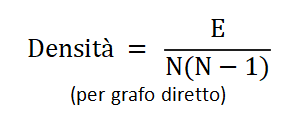 Densità = E / N(N − 1)
(per grafo diretto)